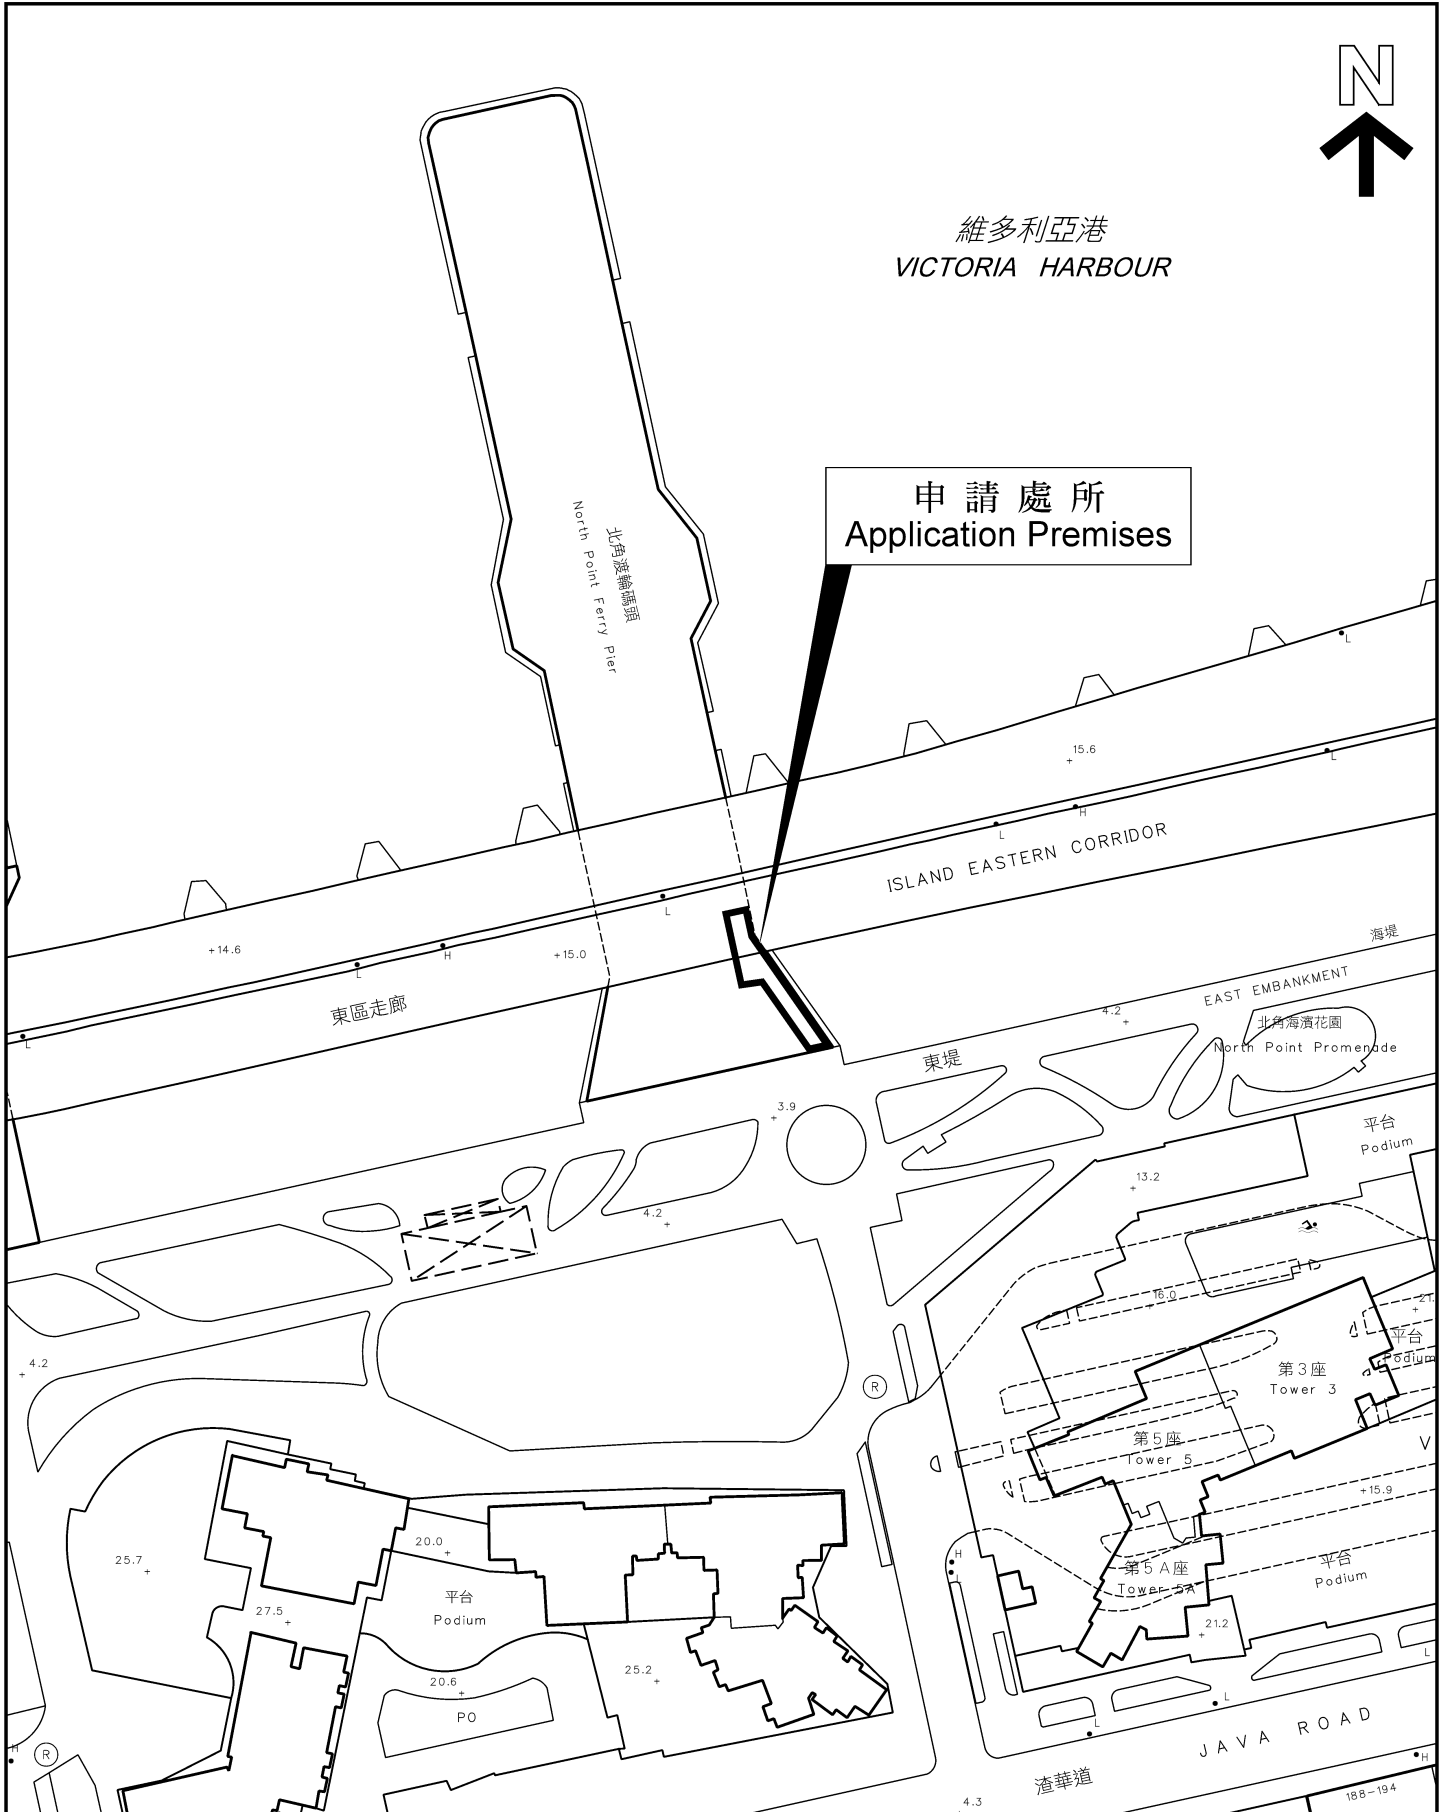 N
維多利亞港
VICTORIA HARBOUR
申請處所
Application Premises
北角渡輪碼頭
North Point Ferry Pier
L
15.6
L
H
L
ISLAND EASTERN CORRIDOR
L
+14.6
H
L
+15.0
東區走廊
L
海堤
EAST EMBANKMENT
4.2
北角海濱花園
North Point Promenade
東堤
3.9
平台
Podium
13.2
4.2
16.0
21.
平台
Podium
4.2
第3座
Tower 3
R
第5座
Tower 5
V
+15.9
20.0
25.7
H
L
第5A座
Tower 5A
平台
Podium
平台
Podium
27.5
21.2
25.2
20.6
PO
L
L
L
JAVA ROAD
H
R
H
渣華道
188-194
4.3